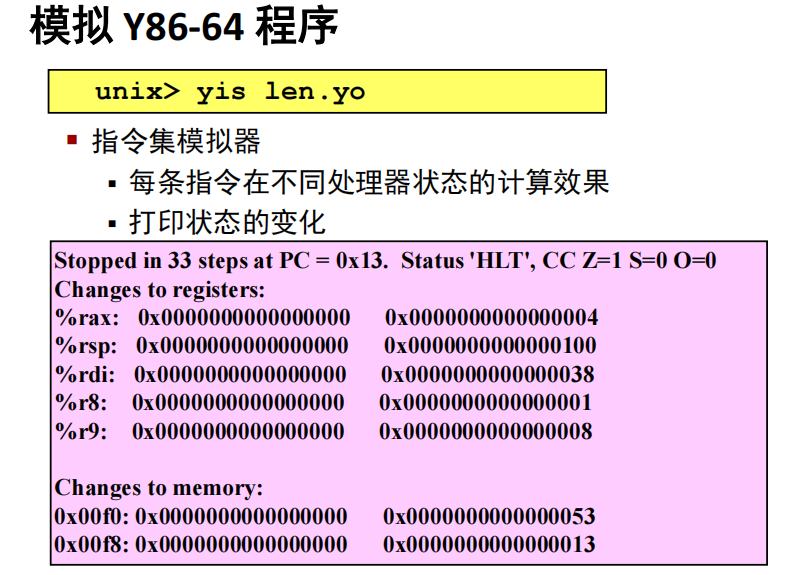 模拟 Y86-64 程序
unix> yis len.yo
指令集模拟器
每条指令在不同处理器状态的计算效果
打印状态的变化
Stopped in 33 steps at PC = 0x13.  Status 'HLT', CC Z=1 S=0 O=0
Changes to registers:
%rax:   0x0000000000000000     0x0000000000000004
%rsp:   0x0000000000000000     0x0000000000000100
%rdi:   0x0000000000000000     0x0000000000000038
%r8:    0x0000000000000000     0x0000000000000001
%r9:    0x0000000000000000     0x0000000000000008
Changes to memory:
0x00f0: 0x0000000000000000     0x0000000000000053
0x00f8: 0x0000000000000000     0x0000000000000013